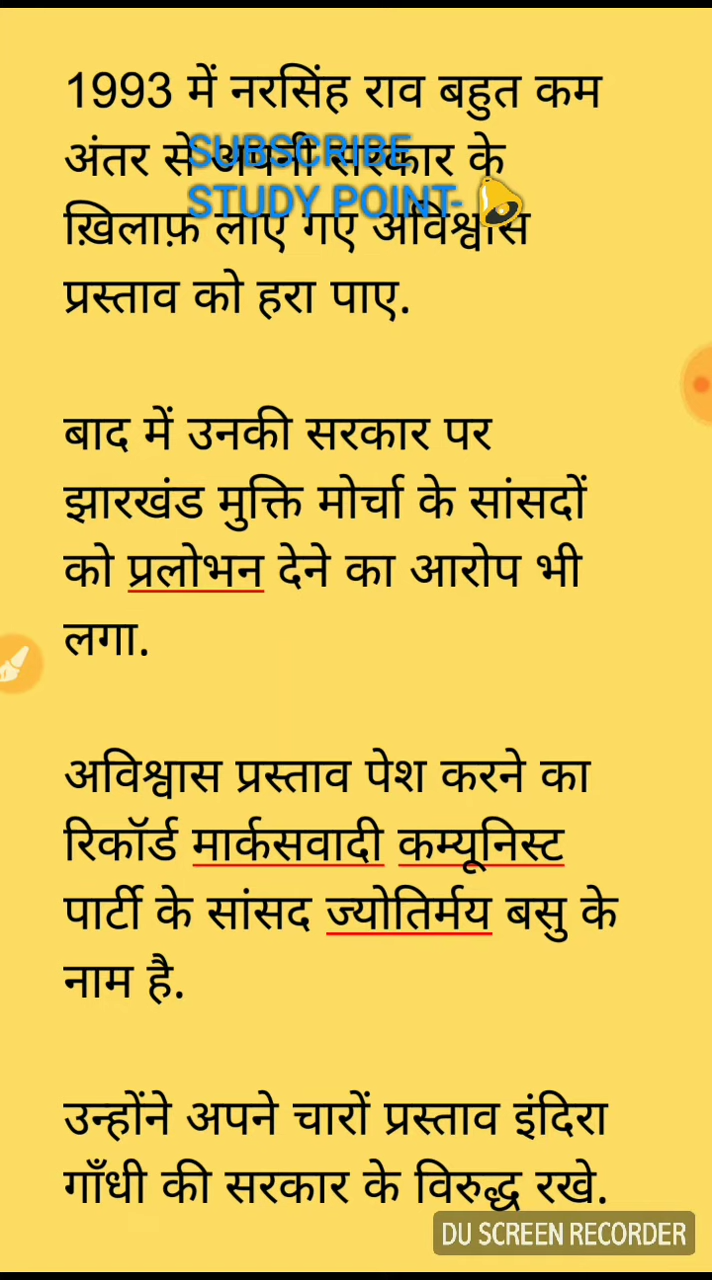 1993 में नरसिंह राव बहुत कम
अंतर से अपनी सरकार के
SUBSCRIBE
STUDY POINT-
ख़िलाफ़ लाए गए अविश्वास
प्रस्ताव को हरा पाए.
बाद में उनकी सरकार पर
झारखंड मुक्ति मोर्चा के सांसदों
को प्रलोभन देने का आरोप भी
लगा.
अविश्वास प्रस्ताव पेश करने का
रिकॉर्ड मार्कसवादी कम्यूनिस्ट
पार्टी के सांसद ज्योतिर्मय बसु के
नाम है.
उन्होंने अपने चारों प्रस्ताव इंदिरा
गाँधी की सरकार के विरुद्ध रखे.
DU SCREEN RECORDER